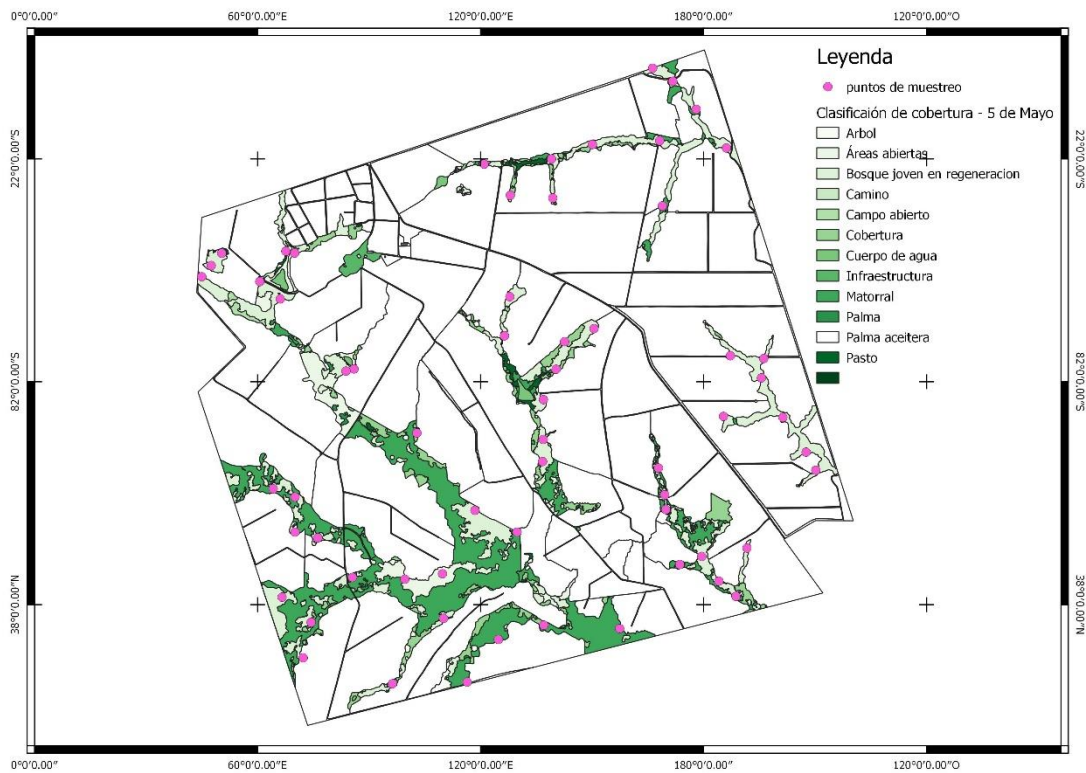 0°0'0.00"E 60°0'0.00"E 120°0'0.00"E 180°0'0.00"E 120°0'0.00"O
Leyenda
puntos de muestreo
Clasificaión de cobertura - 5 de Mayo
Arbol
Áreas abiertas
Bosque joven en regeneracion
Camino
Campo abierto
Cobertura
Cuerpo de agua
Infraestructura
Matorral
Palma
Palma aceitera
Pasto
22°0'0.00"S
82°0'0.00"S
38°0'0.00"N
22°0'0.00"S
82°0'0.00"S
38°0'0.00"N
0°0'0.00"E 60°0'0.00"E 120°0'0.00"E 180°0'0.00"E 120°0'0.00"O